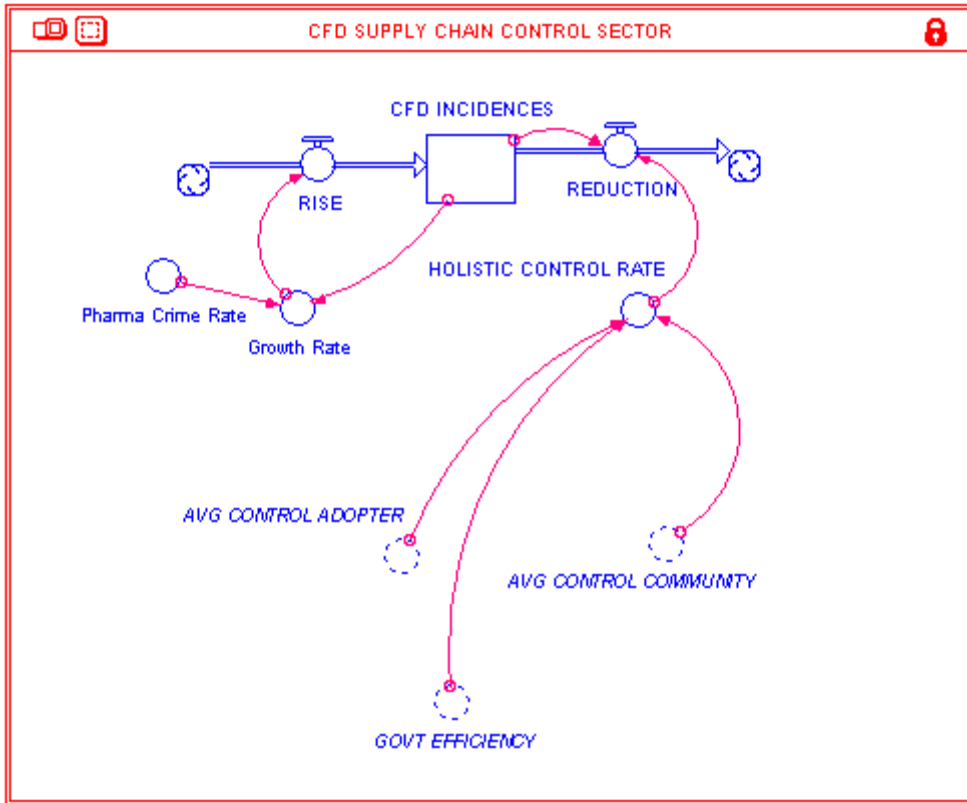 CFD SUPPLY CHAIN CONTROL SECTOR
CFD INCIDENCES
RISE
REDUCTION
HOLISTIC CONTROL RATE
Pharma Crime Rate
Growth Rate
AVG CONTROL ADOPTER
AVG CONTROL COMMUNITY
GOVT EFFICIENCY